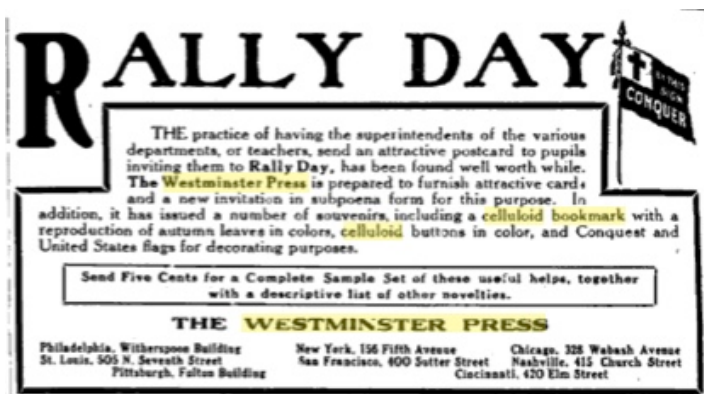 RALLY DAY
BY THIS
SIGN
CONQUER
THE practice of having the superintendents of the various
departments, or teachers, send an attractive postcard to pupils
inviting them to Rally Day, has been found well worth while.
The Westminster Press is prepared to furnish attractive cards
and a new invitation in subpoena form for this purpose. In
addition, it has issued a number of souvenirs, including a celluloid bookmark with a
reproduction of autumn leaves in colors, celluloid buttons in color, and Conquest and
United States flags for decorating purposes.
Send Five Cents for a Complete Sample Set of these useful helps, together
with a descriptive list of other novelties.
THE WESTMINSTER PRESS
Philadelphia, Witherspoon Building New York, 156 Fifth Avenue Chicago, 328 Wabash Avenue
St. Louis, 505 N. Seventh Street San Francisco, 400 Sutter Street Nashville, 415 Church Street
Pittsburgh, Fulton Building Cincinnati, 420 Elm Street